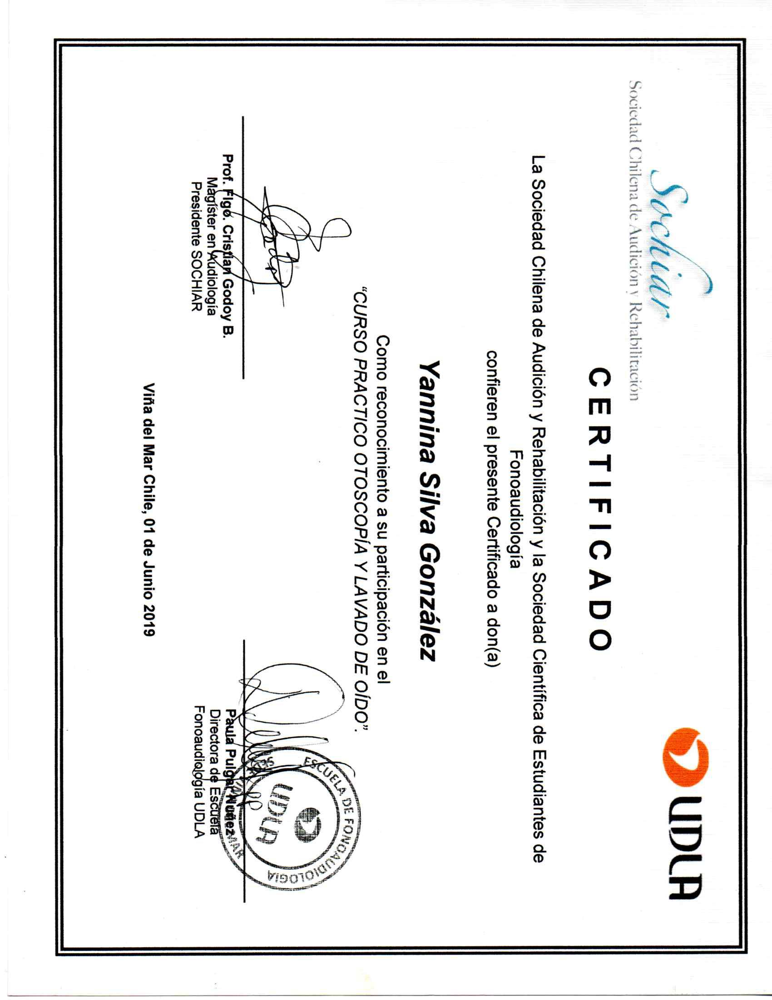 Sochiar
Sociedad Chilena de Audición y Rehabilitación
UDLA
CERTIFICADO
La Sociedad Chilena de Audición y Rehabilitación y la Sociedad Científica de Estudiantes de
Fonoaudiología
confieren el presente Certificado a don(a)
Yannina Silva González
Como reconocimiento a su participación en el
“CURSO PRACTICO OTOSCOPÍA Y LAVADO DE OÍDO”.
Prof. Flgo. Cristian Godoy B.
Magíster en Audiología
Presidente SOCHIAR
ESCUELA DE FONOAUDIOLOGIA
UDLA
MAR
Paula Pulgar Nuñez
Directora de Escuela
Fonoaudiología UDLA
Viña del Mar Chile, 01 de Junio 2019